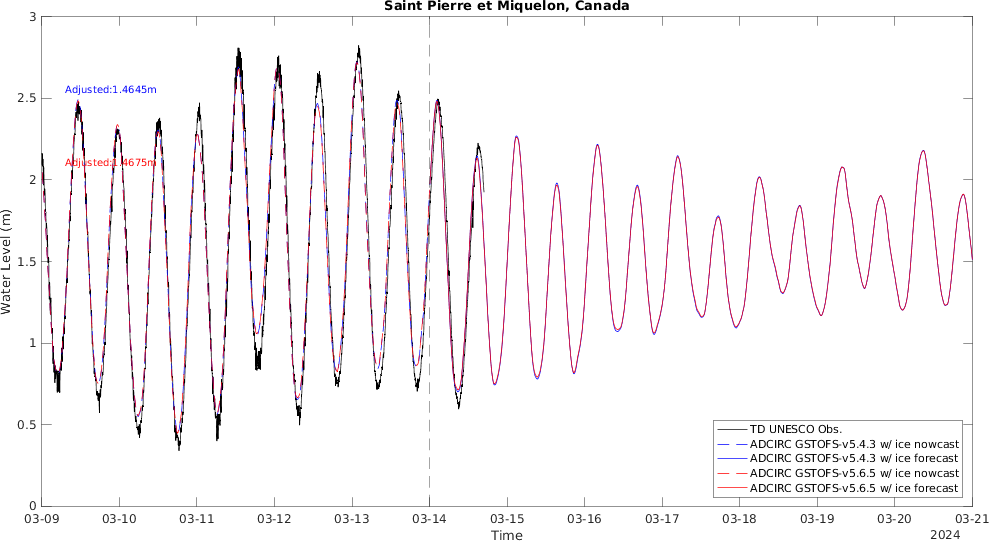 Saint Pierre et Miquelon, Canada
3
2.5
2
1.5
1
0.5
0
Water Level (m)
Adjusted:1.4645m
Adjusted:1.4675m
TD UNESCO Obs.
ADCIRC GSTOFS-v5.4.3 w/ ice nowcast
ADCIRC GSTOFS-v5.4.3 w/ ice forecast
ADCIRC GSTOFS-v5.6.5 w/ ice nowcast
ADCIRC GSTOFS-v5.6.5 w/ ice forecast
03-09 03-10 03-11 03-12 03-13 03-14 03-15 03-16 03-17 03-18 03-19 03-20 03-21
Time
2024